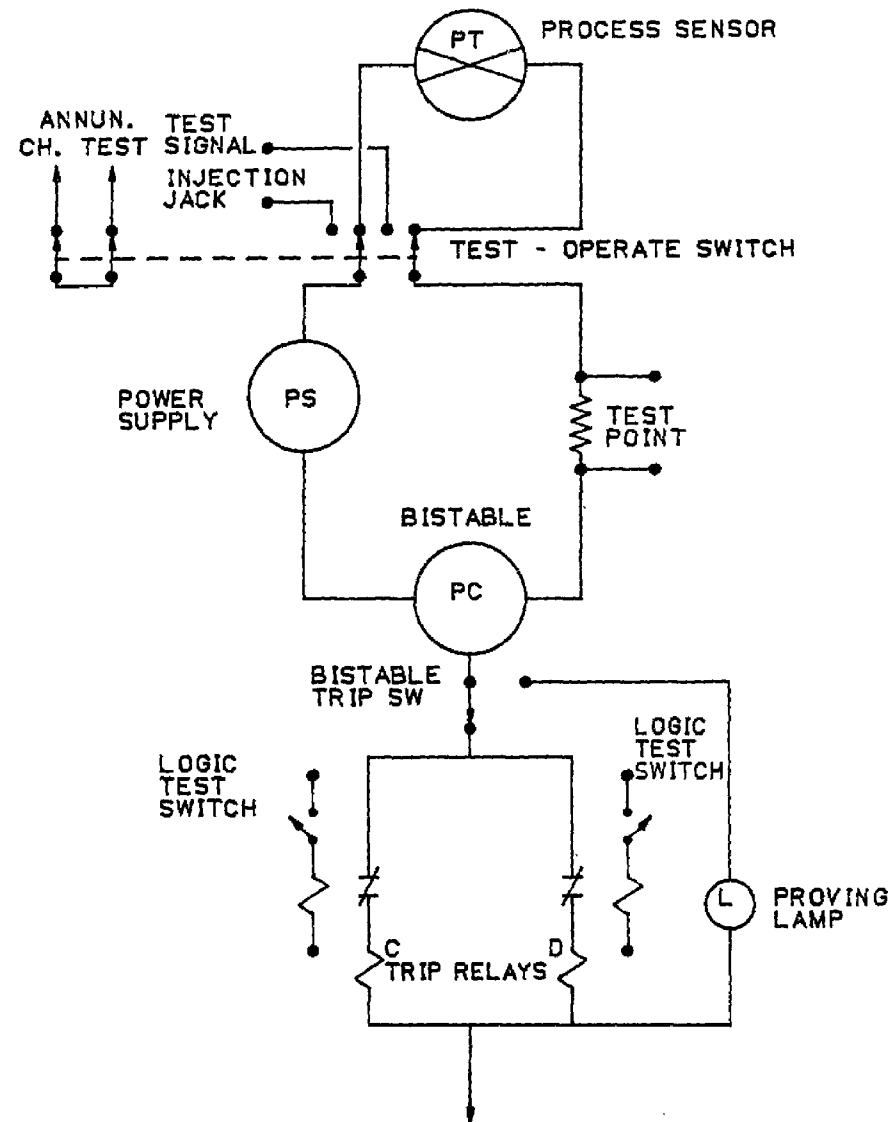 PT
PROCESS SENSOR
ANNUN.
CH. TEST
TEST
SIGNAL
INJECTION
JACK
TEST - OPERATE SWITCH
POWER
SUPPLY
PS
TEST
POINT
BISTABLE
PC
BISTABLE
TRIP SW
LOGIC
TEST
SWITCH
LOGIC
TEST
SWITCH
L
PROVING
LAMP
C
D
TRIP RELAYS